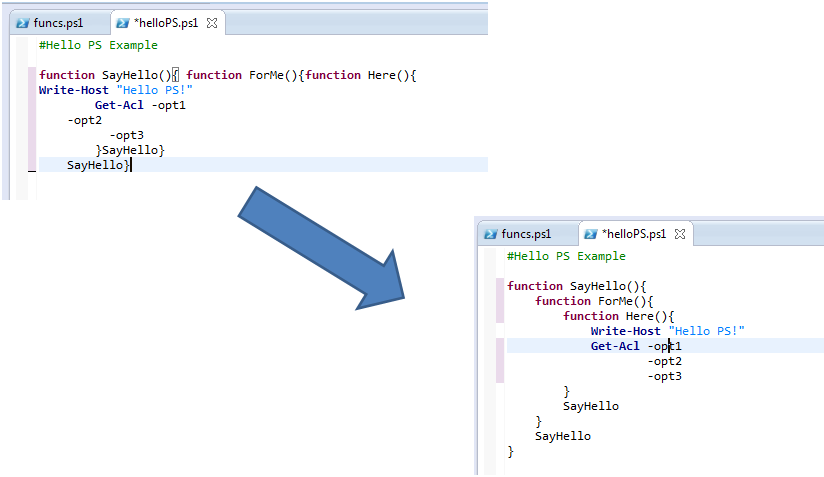 funcs.ps1 *helloPS.ps1
#Hello PS Example
function SayHello(){ function ForMe(){function Here(){
Write-Host "Hello PS!"
Get-Acl -opt1
-opt2
-opt3
}SayHello}
SayHello}
funcs.ps1 *helloPS.ps1
#Hello PS Example
function SayHello(){
function ForMe(){
function Here(){
Write-Host "Hello PS!"
Get-Acl -opt1
-opt2
-opt3
}
SayHello
}
SayHello
}